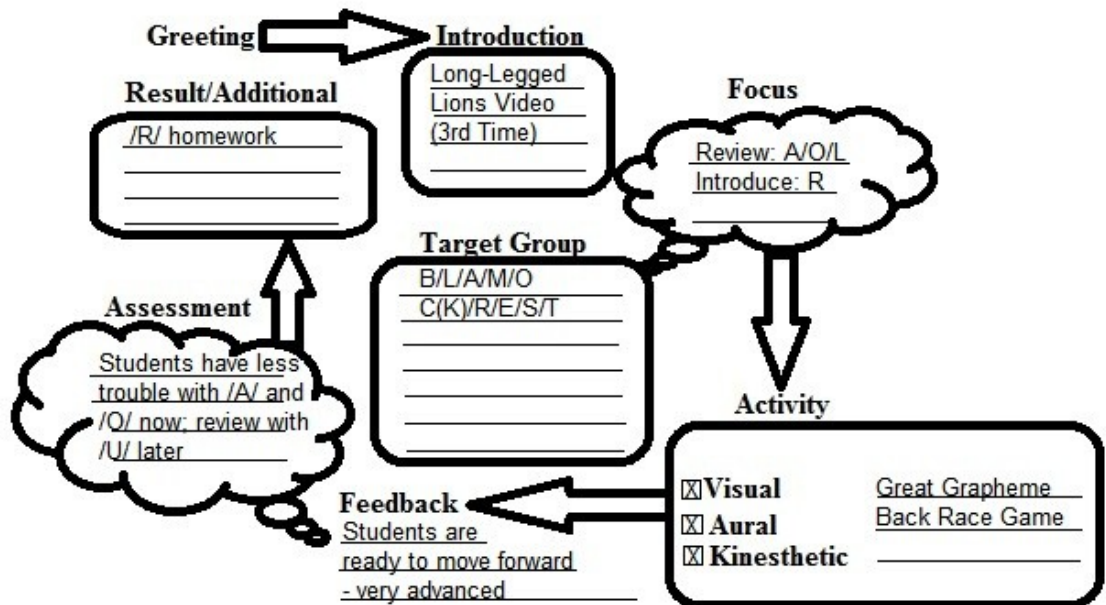 Greeting
Introduction
Long-Legged
Lions Video
(3rd Time)
Focus
Review: A/O/L
Introduce: R
Target Group
B/L/A/M/O
C(K)/R/E/S/T
Activity
☒Visual
☒Aural
☒Kinesthetic
Great Grapheme
Back Race Game
Feedback
Students are
ready to move forward
- very advanced
Assessment
Students have less
trouble with /A/ and
/O/ now; review with
/U/ later
Result/Additional
/R/ homework